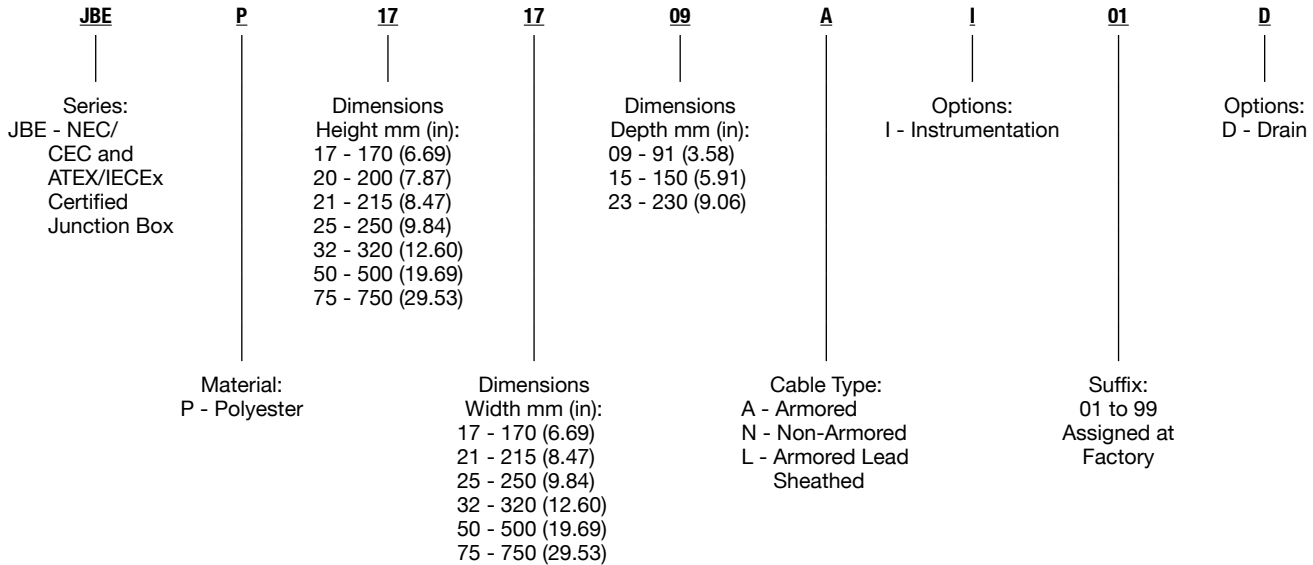 JBE P 17 17 09 A I 01 D
Series:
JBE - NEC/
CEC and
ATEX/IECEx
Certified
Junction Box
Dimensions
Height mm (in):
17 - 170 (6.69)
20 - 200 (7.87)
21 - 215 (8.47)
25 - 250 (9.84)
32 - 320 (12.60)
50 - 500 (19.69)
75 - 750 (29.53)
Dimensions
Depth mm (in):
09 - 91 (3.58)
15 - 150 (5.91)
23 - 230 (9.06)
Options:
I - Instrumentation
Options:
D - Drain
Material:
P - Polyester
Dimensions
Width mm (in):
17 - 170 (6.69)
21 - 215 (8.47)
25 - 250 (9.84)
32 - 320 (12.60)
50 - 500 (19.69)
75 - 750 (29.53)
Cable Type:
A - Armored
N - Non-Armored
L - Armored Lead
Sheathed
Suffix:
01 to 99
Assigned at
Factory